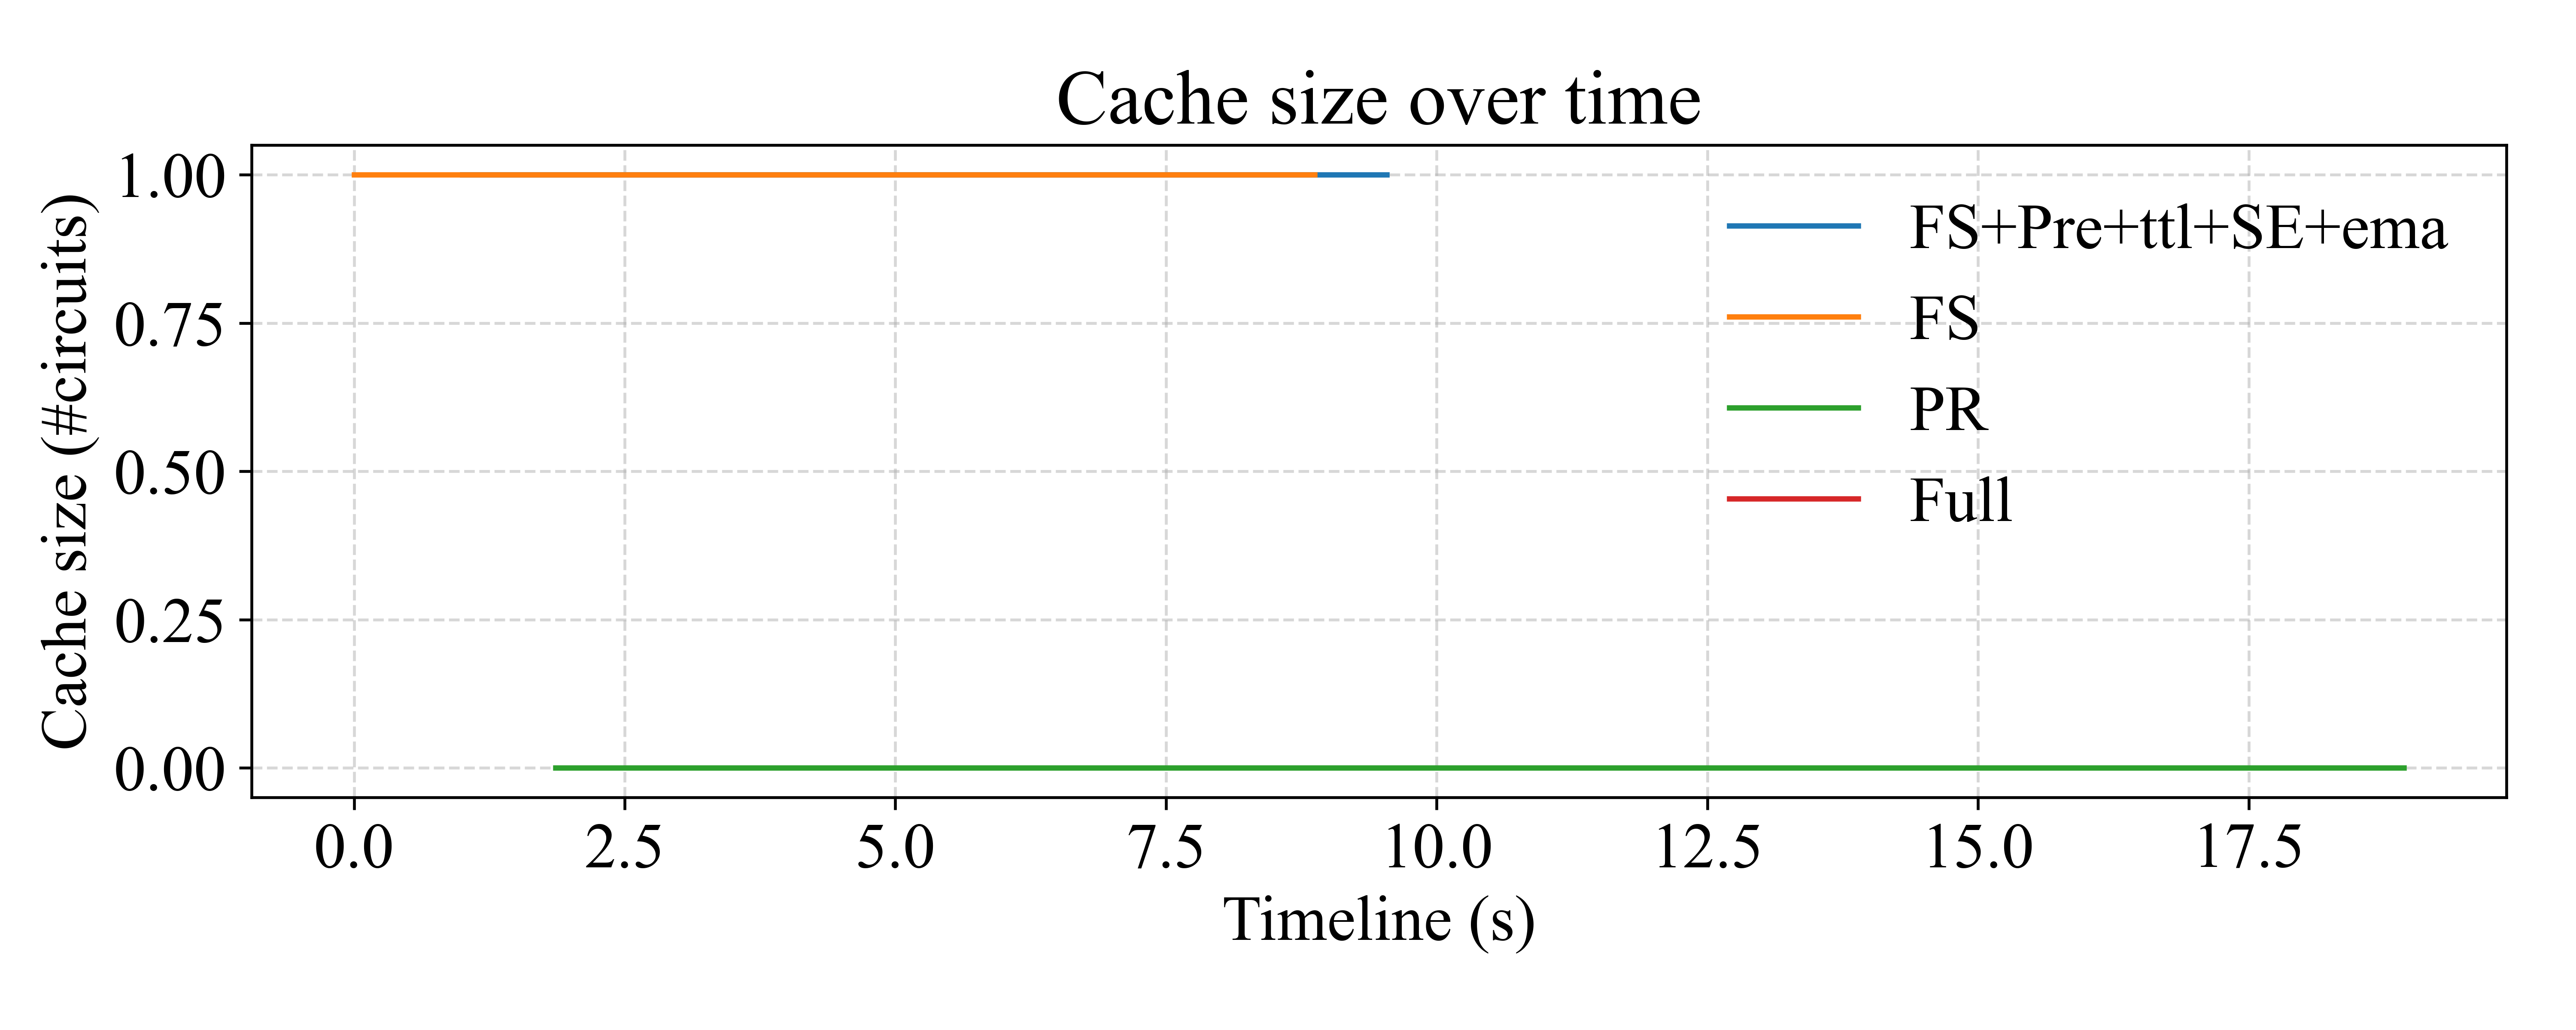 Cache size over time
Cache size (#circuits)
1.00
0.75
0.50
0.25
0.00
FS+Pre+ttl+SE+ema
FS
PR
Full
0.0 2.5 5.0 7.5 10.0 12.5 15.0 17.5
Timeline (s)